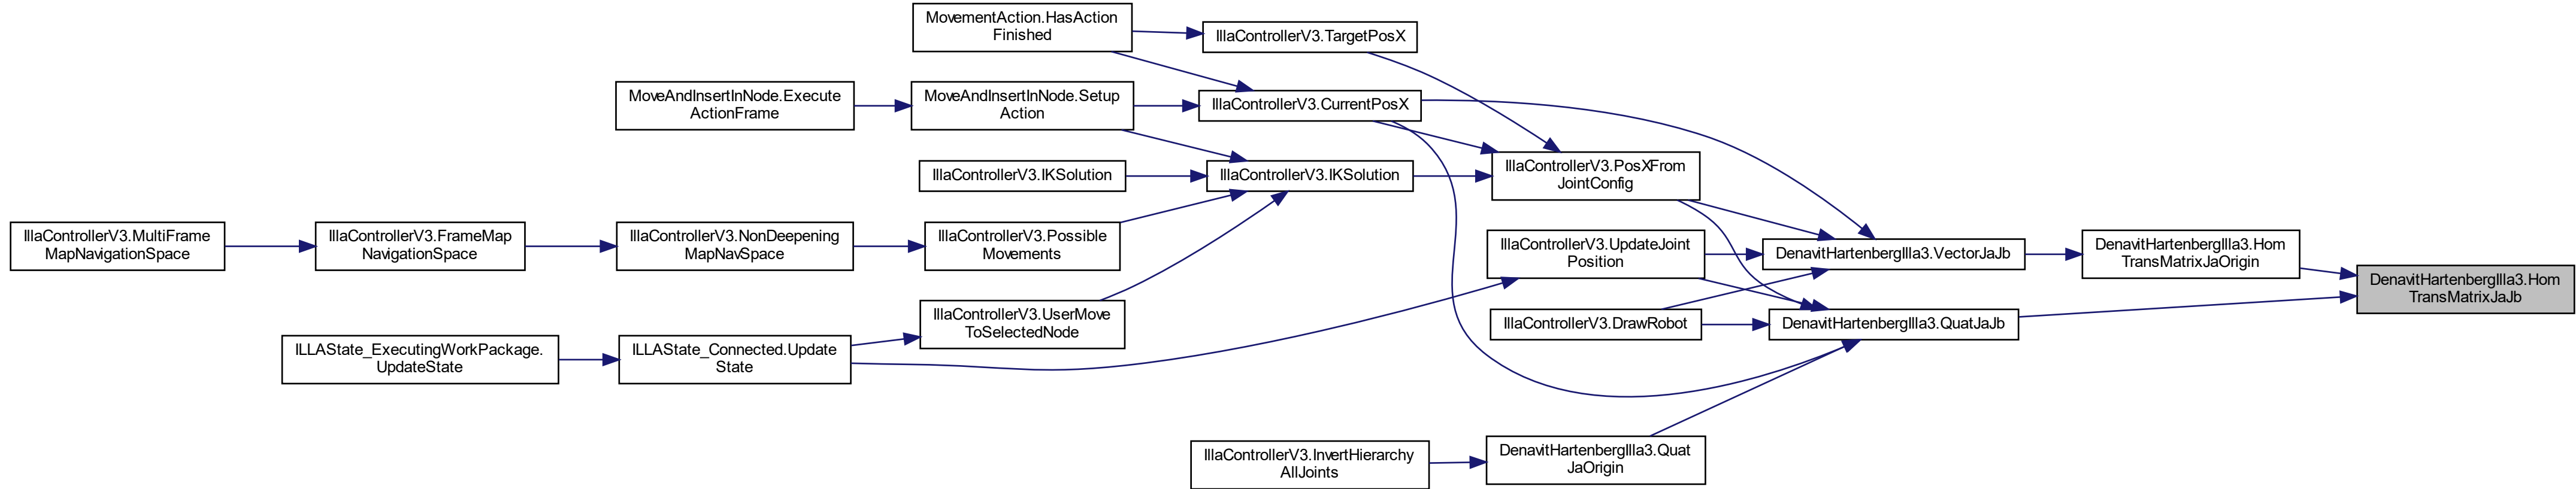 MovementAction.HasAction
Finished
IllaControllerV3.TargetPosX
MoveAndInsertInNode.Execute
ActionFrame
MoveAndInsertInNode.Setup
Action
IllaControllerV3.CurrentPosX
IllaControllerV3.IKSolution
IllaControllerV3.IKSolution
IllaControllerV3.PosXFrom
JointConfig
IllaControllerV3.MultiFrame
MapNavigationSpace
IllaControllerV3.FrameMap
NavigationSpace
IllaControllerV3.NonDeepening
MapNavSpace
IllaControllerV3.Possible
Movements
IllaControllerV3.UpdateJoint
Position
DenavitHartenbergIlla3.VectorJaJb
DenavitHartenbergIlla3.Hom
TransMatrixJaOrigin
DenavitHartenbergIlla3.Hom
TransMatrixJaJb
ILLAState_ExecutingWorkPackage.
UpdateState
ILLAState_Connected.Update
State
IllaControllerV3.UserMove
ToSelectedNode
IllaControllerV3.DrawRobot
DenavitHartenbergIlla3.QuatJaJb
IllaControllerV3.InvertHierarchy
AllJoints
DenavitHartenbergIlla3.Quat
JaOrigin